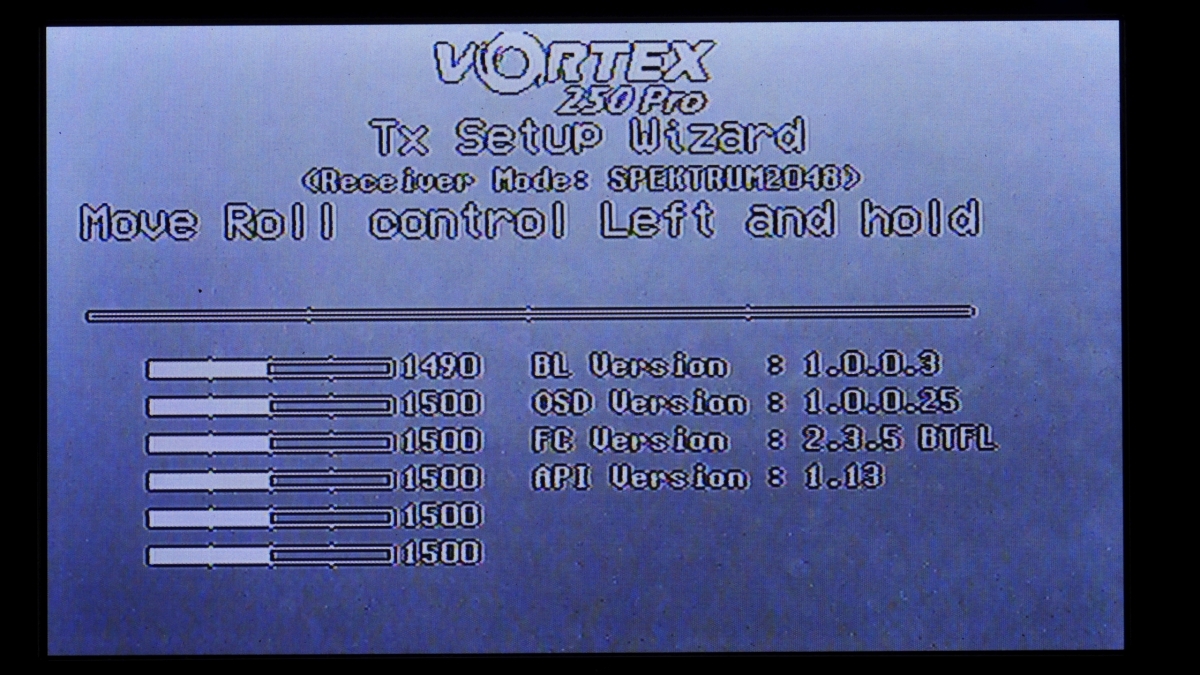 VORTEX
250 Pro
Tx Setup Wizard
<Receiver Mode: SPEKTRUM2048>
Move Roll control Left and hold
1490 BL Version : 1.0.0.3
1500 OSD Version : 1.0.0.25
1500 FC Version : 2.3.5 BTFL
1500 API Version : 1.13
1500
1500